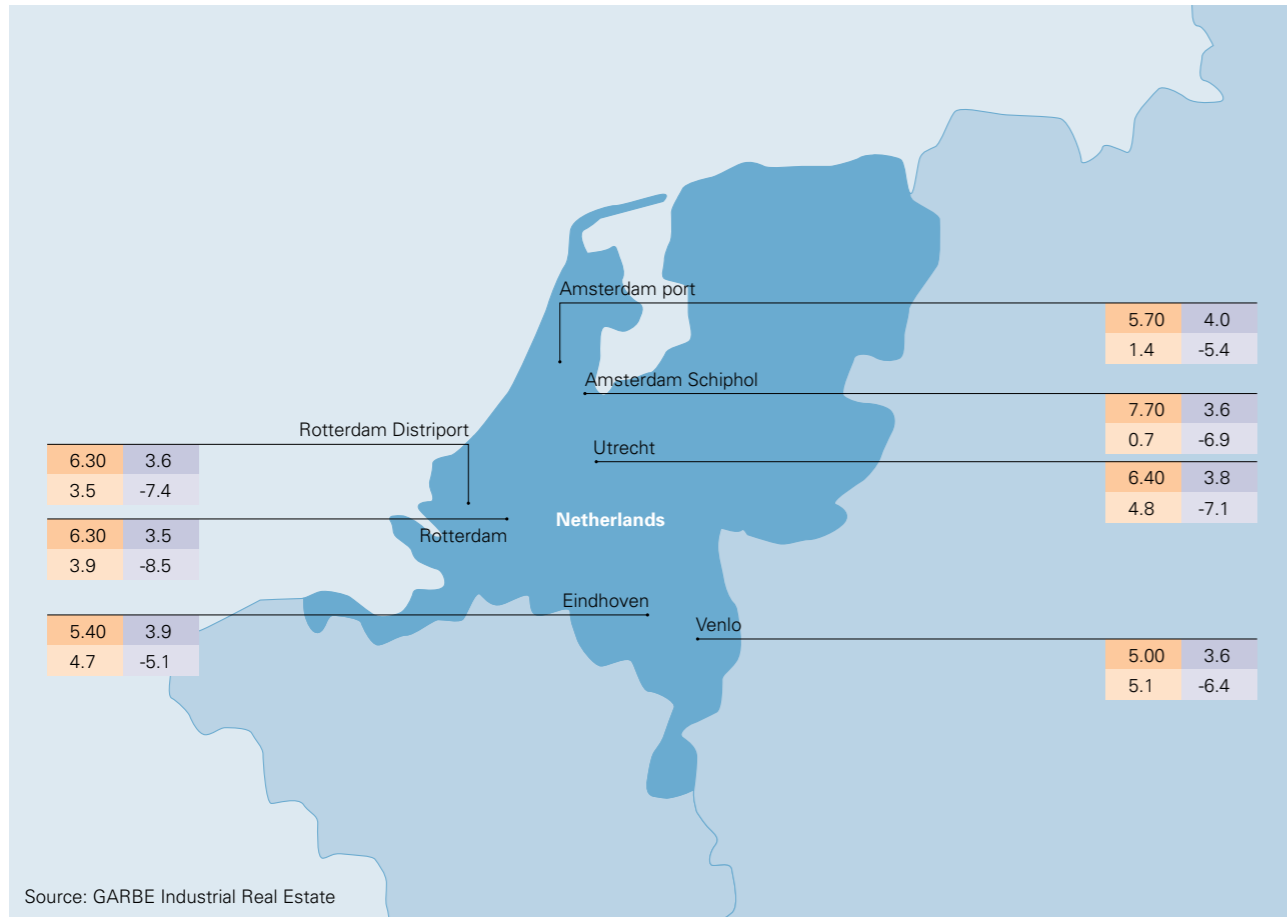 Amsterdam port
5.70 4.0
1.4 -5.4
Amsterdam Schiphol
7.70 3.6
0.7 -6.9
Rotterdam Distriport
6.30 3.6
3.5 -7.4
Utrecht
6.40 3.8
4.8 -7.1
Netherlands
Rotterdam
6.30 3.5
3.9 -8.5
Eindhoven
5.40 3.9
4.7 -5.1
Venlo
5.00 3.6
5.1 -6.4
Source: GARBE Industrial Real Estate